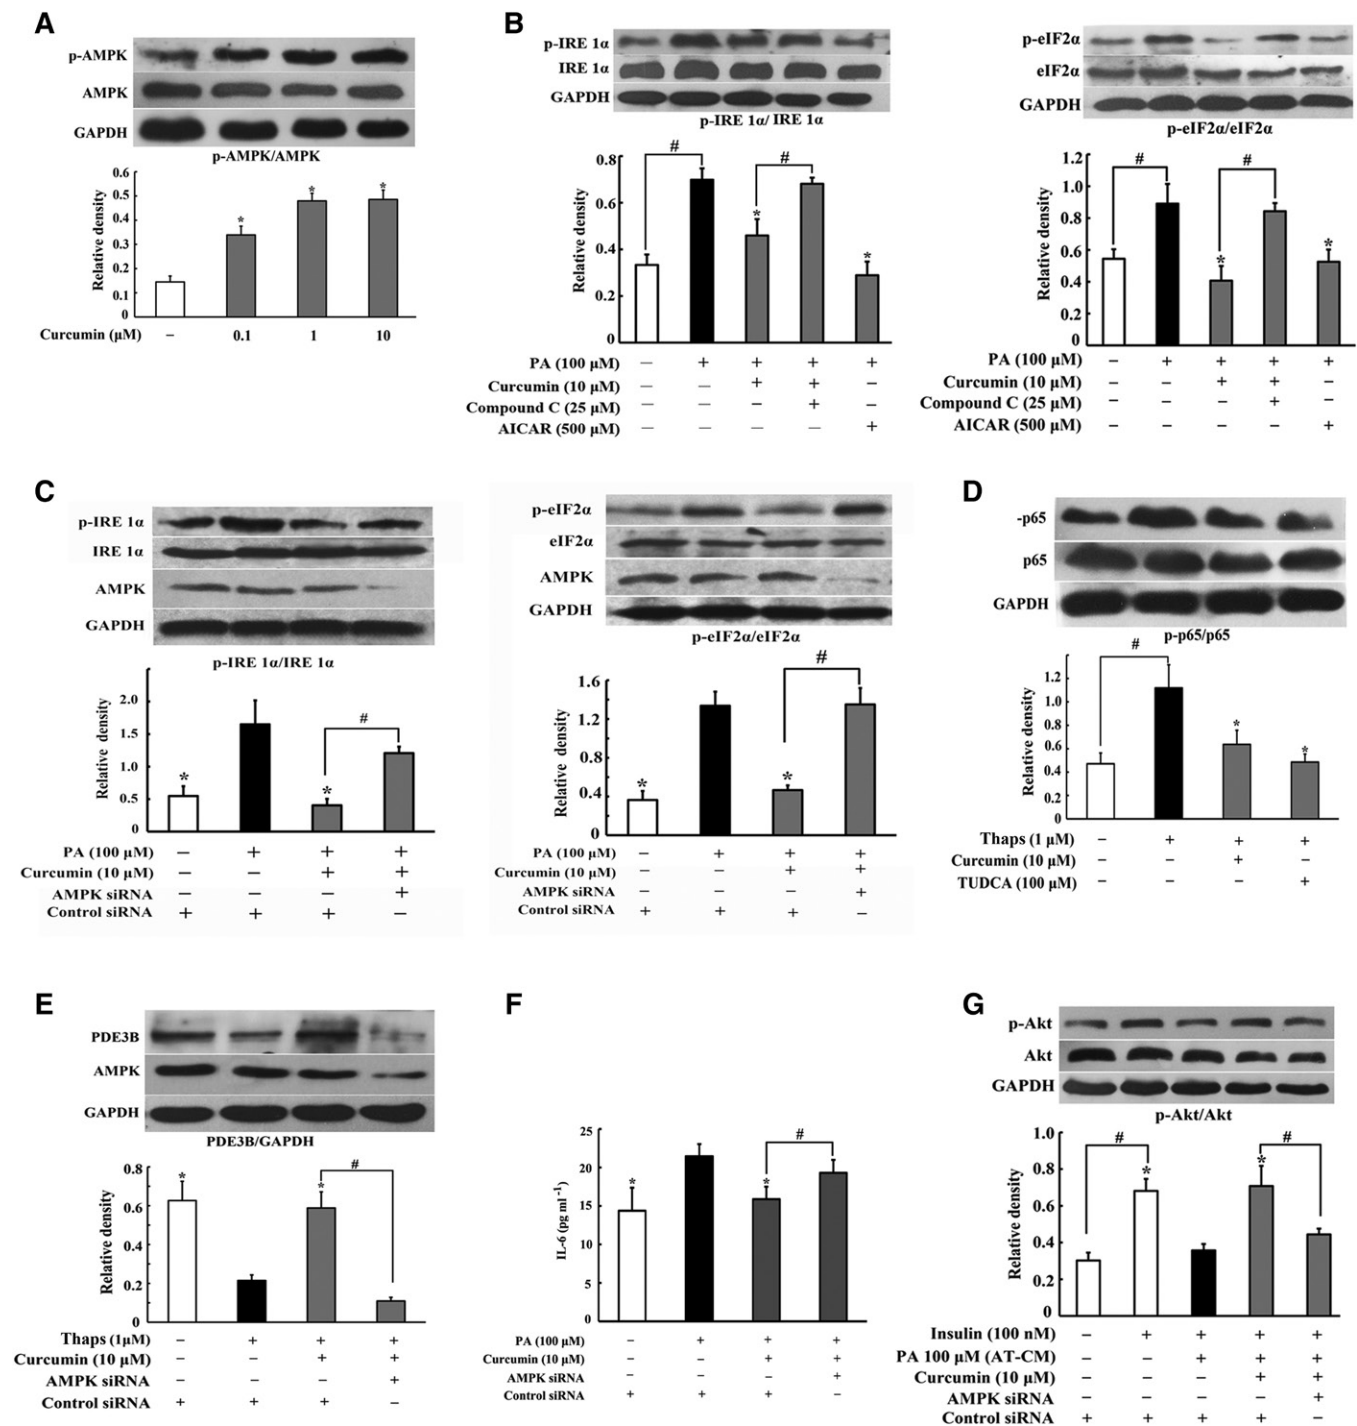 A
p-AMPK
AMPK
GAPDH
p-AMPK/AMPK
Relative density
0.6
0.5
0.4
0.3
0.2
0.1
0
*
*
*
Curcumin (μM) – 0.1 1 10
B
p-IRE 1α
IRE 1α
GAPDH
p-IRE 1α/ IRE 1α
Relative density
0.8
0.6
0.4
0.2
0
#
#
*
*
PA (100 μM) – + + + +
Curcumin (10 μM) – – + + –
Compound C (25 μM) – – – + –
AICAR (500 μM) – – – – +
p-eIF2α
eIF2α
GAPDH
p-eIF2α/eIF2α
Relative density
1.2
1.0
0.8
0.6
0.4
0.2
0
#
#
*
*
PA (100 μM) – + + + +
Curcumin (10 μM) – – + + –
Compound C (25 μM) – – – + –
AICAR (500 μM) – – – – +
C
p-IRE 1α
IRE 1α
AMPK
GAPDH
p-IRE 1α/IRE 1α
Relative density
2.0
1.5
1.0
0.5
0
*
*
#
PA (100 μM) – + + +
Curcumin (10 μM) – – + +
AMPK siRNA – – – +
Control siRNA + + + –
p-eIF2α
eIF2α
AMPK
GAPDH
p-eIF2α/eIF2α
Relative density
1.6
1.2
0.8
0.4
0
*
*
#
PA (100 μM) – + + +
Curcumin (10 μM) – – + +
AMPK siRNA – – – +
Control siRNA + + + –
D
-p65
p65
GAPDH
p-p65/p65
Relative density
1.2
1.0
0.8
0.6
0.4
0.2
0
#
*
*
Thaps (1 μM) – + + +
Curcumin (10 μM) – – + –
TUDCA (100 μM) – – – +
E
PDE3B
AMPK
GAPDH
PDE3B/GAPDH
Relative density
0.8
0.6
0.4
0.2
0
*
*
#
Thaps (1μM) – + + +
Curcumin (10 μM) – – + +
AMPK siRNA – – – +
Control siRNA + + + –
F
IL-6 (pg ml⁻¹)
25
20
15
10
5
0
*
*
#
PA (100 μM) – + + +
Curcumin (10 μM) – – + +
AMPK siRNA – – – +
Control siRNA + + + –
G
p-Akt
Akt
GAPDH
p-Akt/Akt
Relative density
1.0
0.8
0.6
0.4
0.2
0
#
*
#
*
Insulin (100 nM) – + + + +
PA 100 μM (AT-CM) – – + + +
Curcumin (10 μM) – – – + +
AMPK siRNA – – – – +
Control siRNA + + + + –